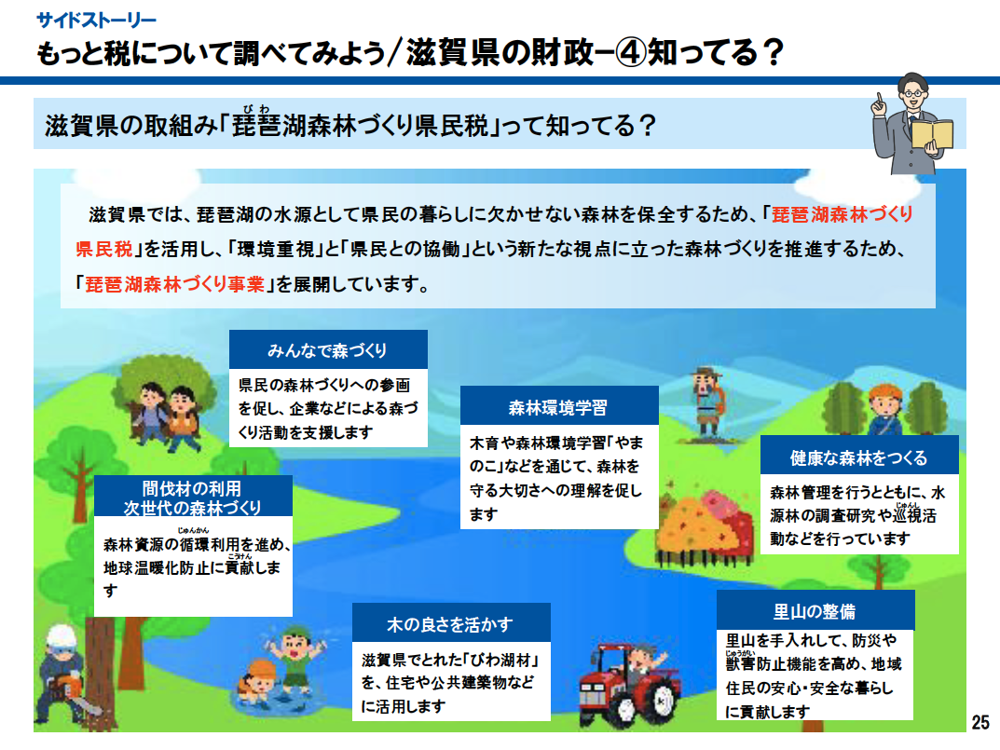 サイドストーリー
もっと税について調べてみよう/滋賀県の財政－④知ってる？
滋賀県の取組み「琵琶湖森林づくり県民税」って知ってる？
びわ
滋賀県では、琵琶湖の水源として県民の暮らしに欠かせない森林を保全するため、「琵琶湖森林づくり
県民税」を活用し、「環境重視」と「県民との協働」という新たな視点に立った森林づくりを推進するため、
「琵琶湖森林づくり事業」を展開しています。
みんなで森づくり
県民の森林づくりへの参画
を促し、企業などによる森づ
くり活動を支援します
森林環境学習
木育や森林環境学習「やま
のこ」などを通じて、森林を
守る大切さへの理解を促し
ます
健康な森林をつくる
森林管理を行うとともに、水
源林の調査研究や巡視活
じゅんし
動などを行っています
間伐材の利用
次世代の森林づくり
じゅんかん
森林資源の循環利用を進め、
こうけん
地球温暖化防止に貢献しま
す
木の良さを活かす
滋賀県でとれた「びわ湖材」
を、住宅や公共建築物など
に活用します
里山の整備
里山を手入れして、防災や
じゅうがい
獣害防止機能を高め、地域
住民の安心・安全な暮らし
に貢献します
25